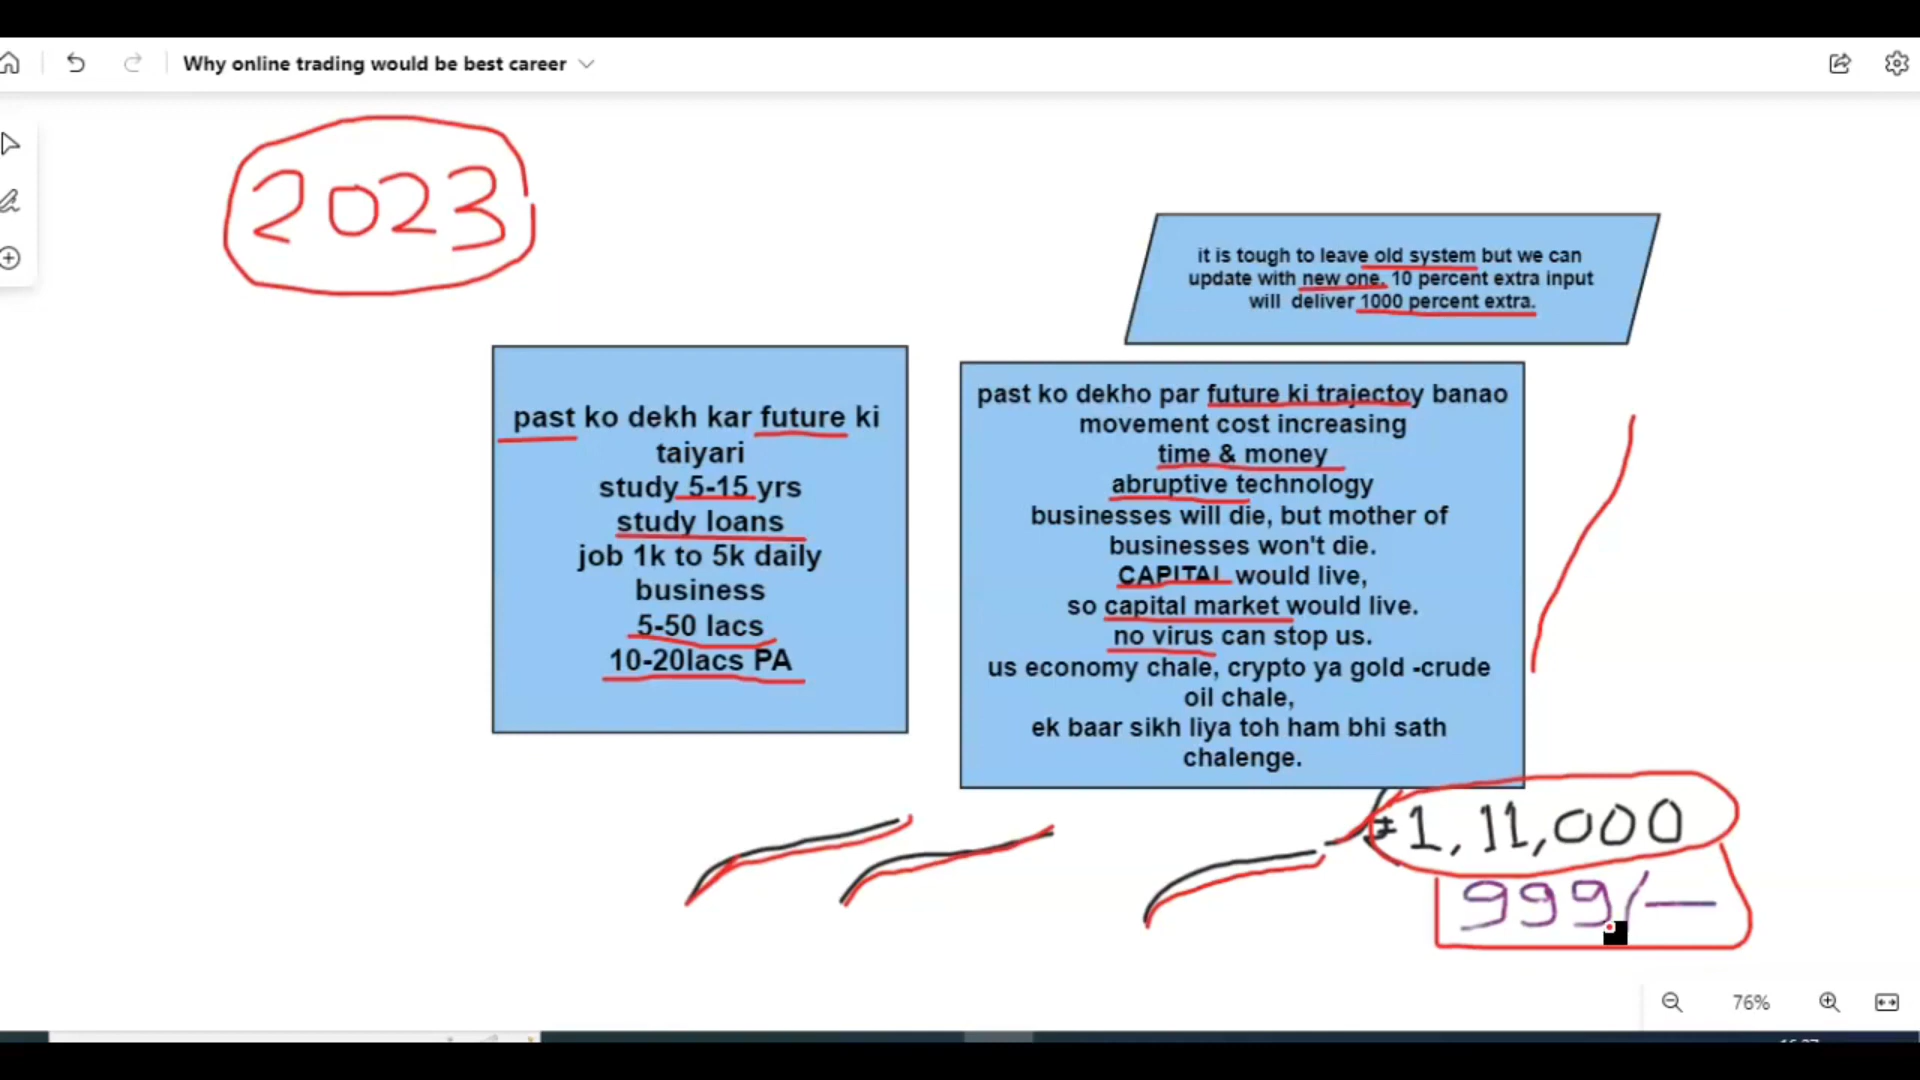 Why online trading would be best career
2023
it is tough to leave old system but we can
update with new one. 10 percent extra input
will deliver 1000 percent extra.
past ko dekh kar future ki
taiyari
study 5-15 yrs
study loans
job 1k to 5k daily
business
5-50 lacs
10-20lacs PA
past ko dekho par future ki trajectoy banao
movement cost increasing
time & money
abruptive technology
businesses will die, but mother of
businesses won't die.
CAPITAL would live,
so capital market would live.
no virus can stop us.
us economy chale, crypto ya gold -crude
oil chale,
ek baar sikh liya toh ham bhi sath
chalenge.
1,11,000
999/-
76%